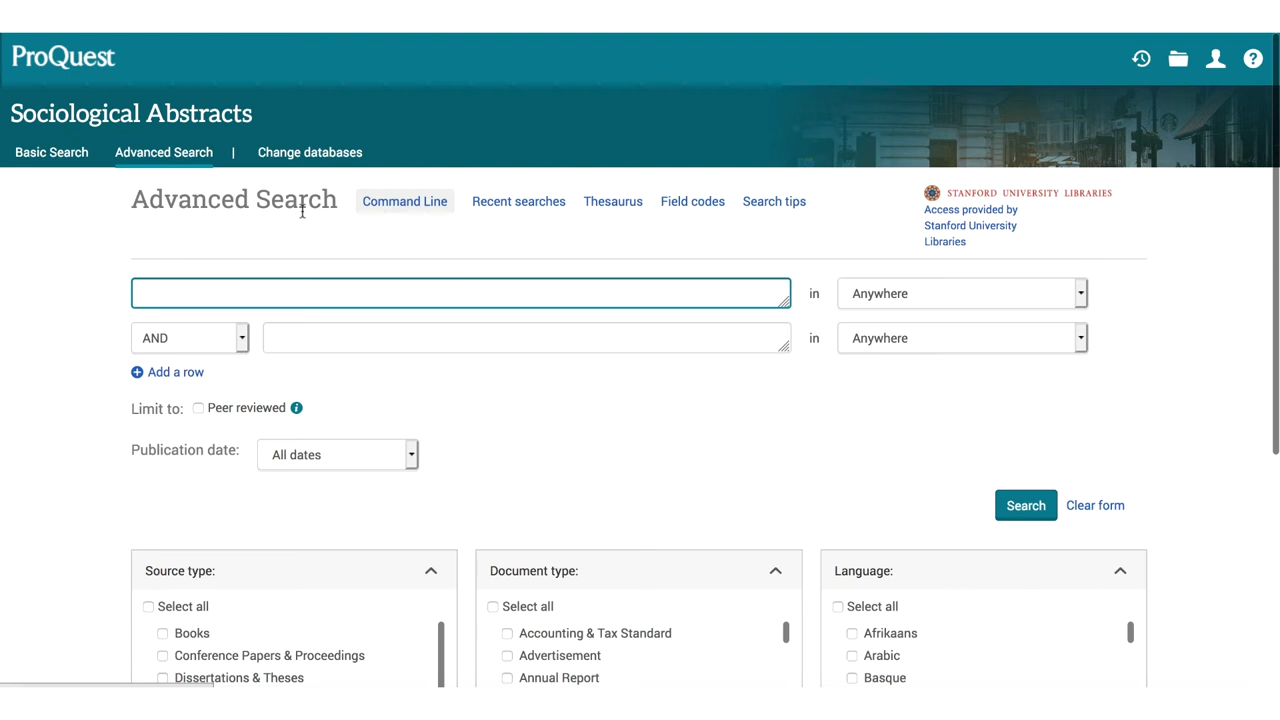 ProQuest
Sociological Abstracts
Basic Search Advanced Search | Change databases
Advanced Search Command Line Recent searches Thesaurus Field codes Search tips
STANFORD UNIVERSITY LIBRARIES
Access provided by
Stanford University
Libraries
in Anywhere
AND in Anywhere
Add a row
Limit to: Peer reviewed
Publication date: All dates
Search Clear form
Source type: Document type: Language:
Select all Select all Select all
Books Accounting & Tax Standard Afrikaans
Conference Papers & Proceedings Advertisement Arabic
Dissertations & Theses Annual Report Basque